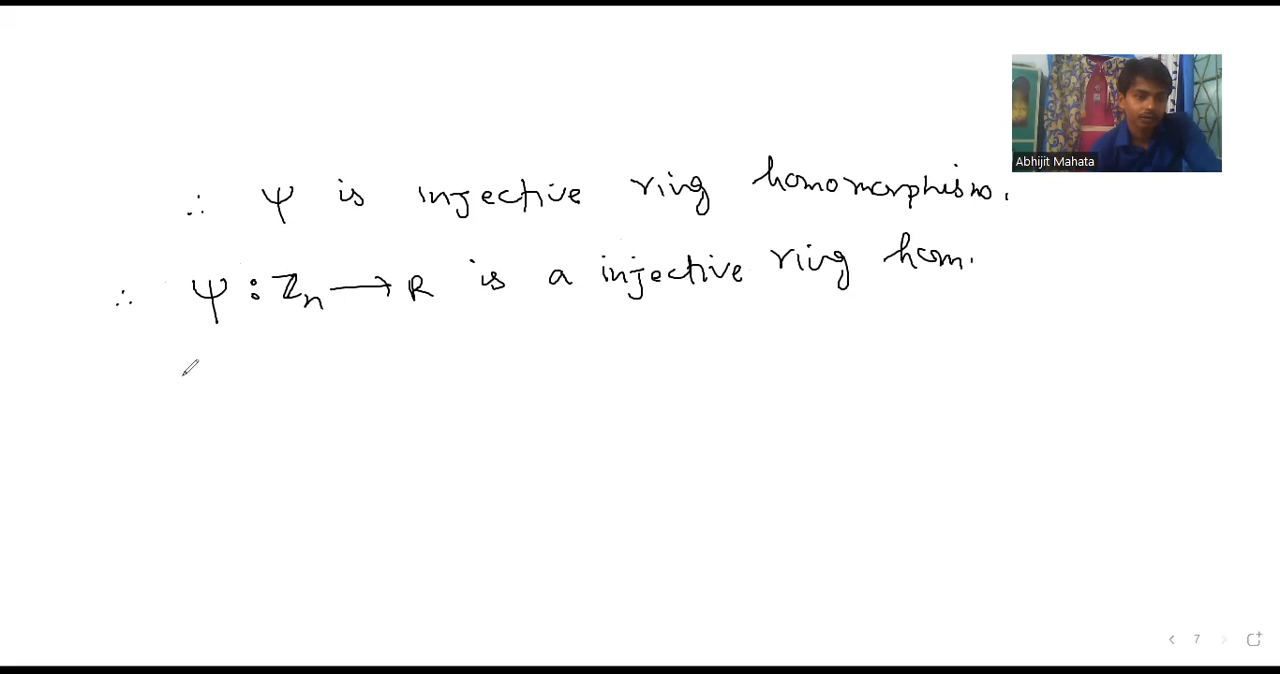 Abhijit Mahata
∴ ψ is injective ring homomorphism.
∴ ψ : ℤn → R is a injective ring hom.
7